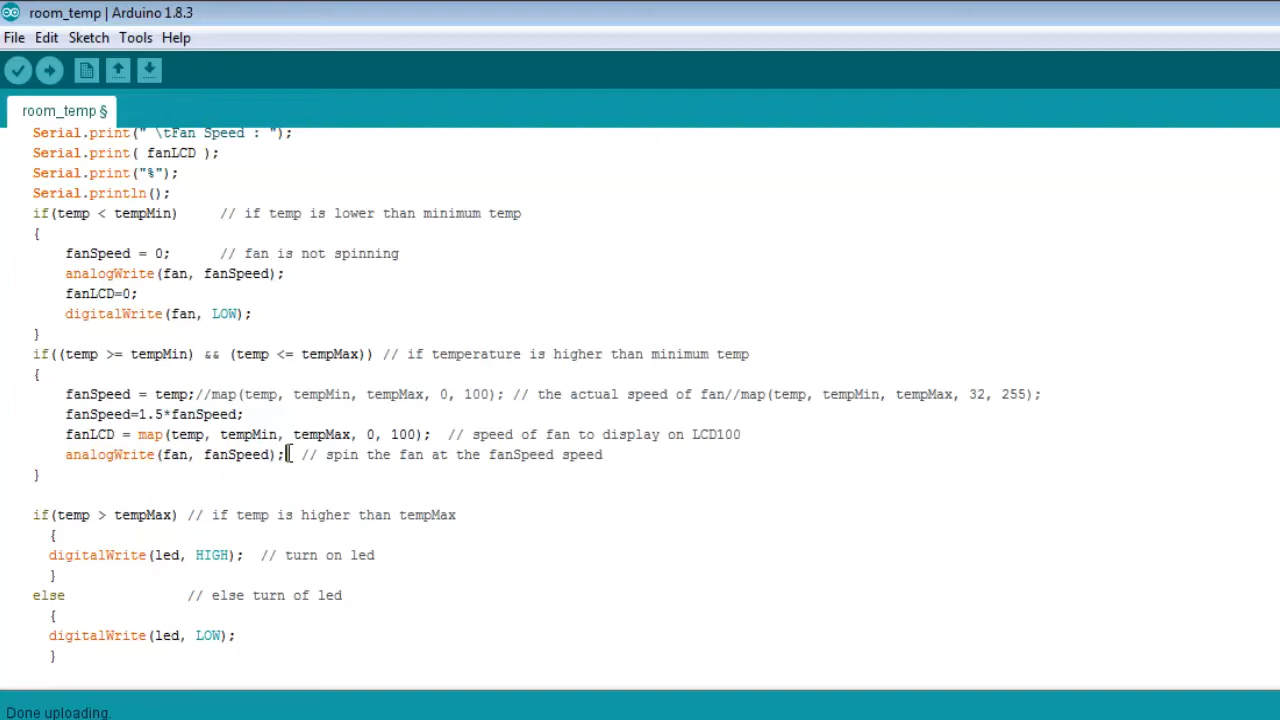 room_temp | Arduino 1.8.3
File Edit Sketch Tools Help
room_temp §
Serial.print(" \tFan Speed : ");
Serial.print( fanLCD );
Serial.print("%");
Serial.println();
if(temp < tempMin) // if temp is lower than minimum temp
{
fanSpeed = 0; // fan is not spinning
analogWrite(fan, fanSpeed);
fanLCD=0;
digitalWrite(fan, LOW);
}
if((temp >= tempMin) && (temp <= tempMax)) // if temperature is higher than minimum temp
{
fanSpeed = temp;//map(temp, tempMin, tempMax, 0, 100); // the actual speed of fan//map(temp, tempMin, tempMax, 32, 255);
fanSpeed=1.5*fanSpeed;
fanLCD = map(temp, tempMin, tempMax, 0, 100); // speed of fan to display on LCD100
analogWrite(fan, fanSpeed); // spin the fan at the fanSpeed speed
}
if(temp > tempMax) // if temp is higher than tempMax
{
digitalWrite(led, HIGH); // turn on led
}
else // else turn of led
{
digitalWrite(led, LOW);
}
Done uploading.